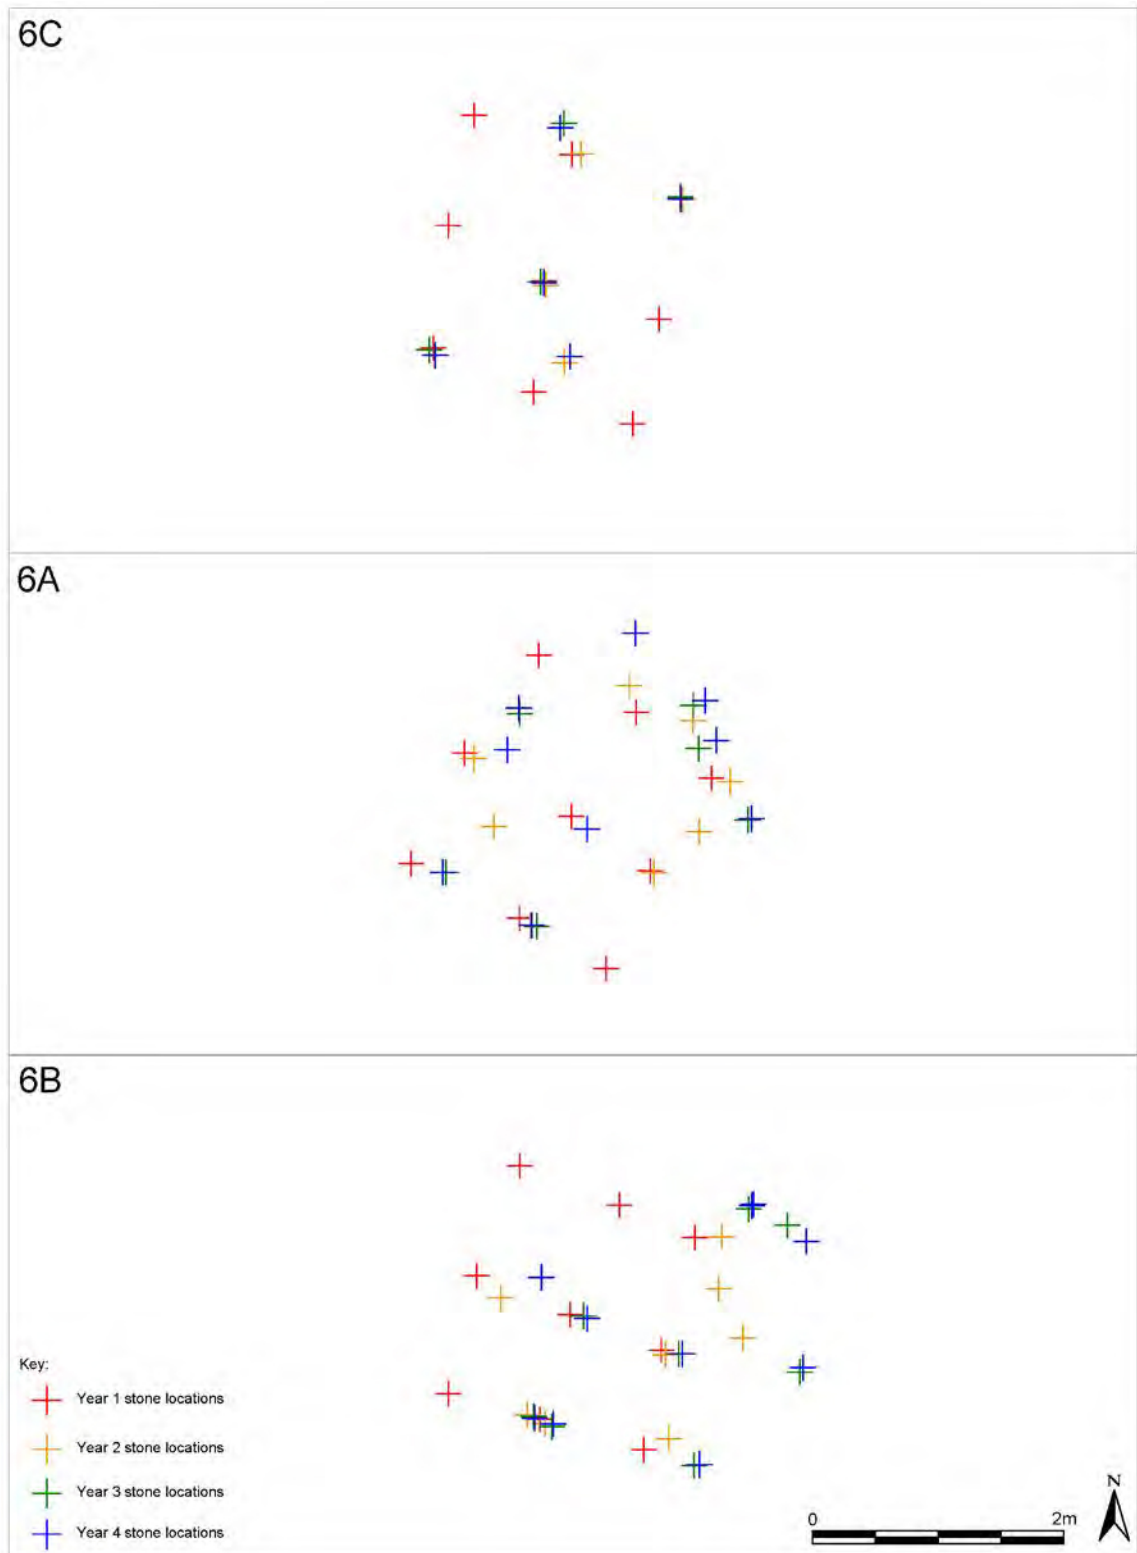 6C
6A
6B
Key:
Year 1 stone locations
Year 2 stone locations
Year 3 stone locations
Year 4 stone locations
N
0 2m